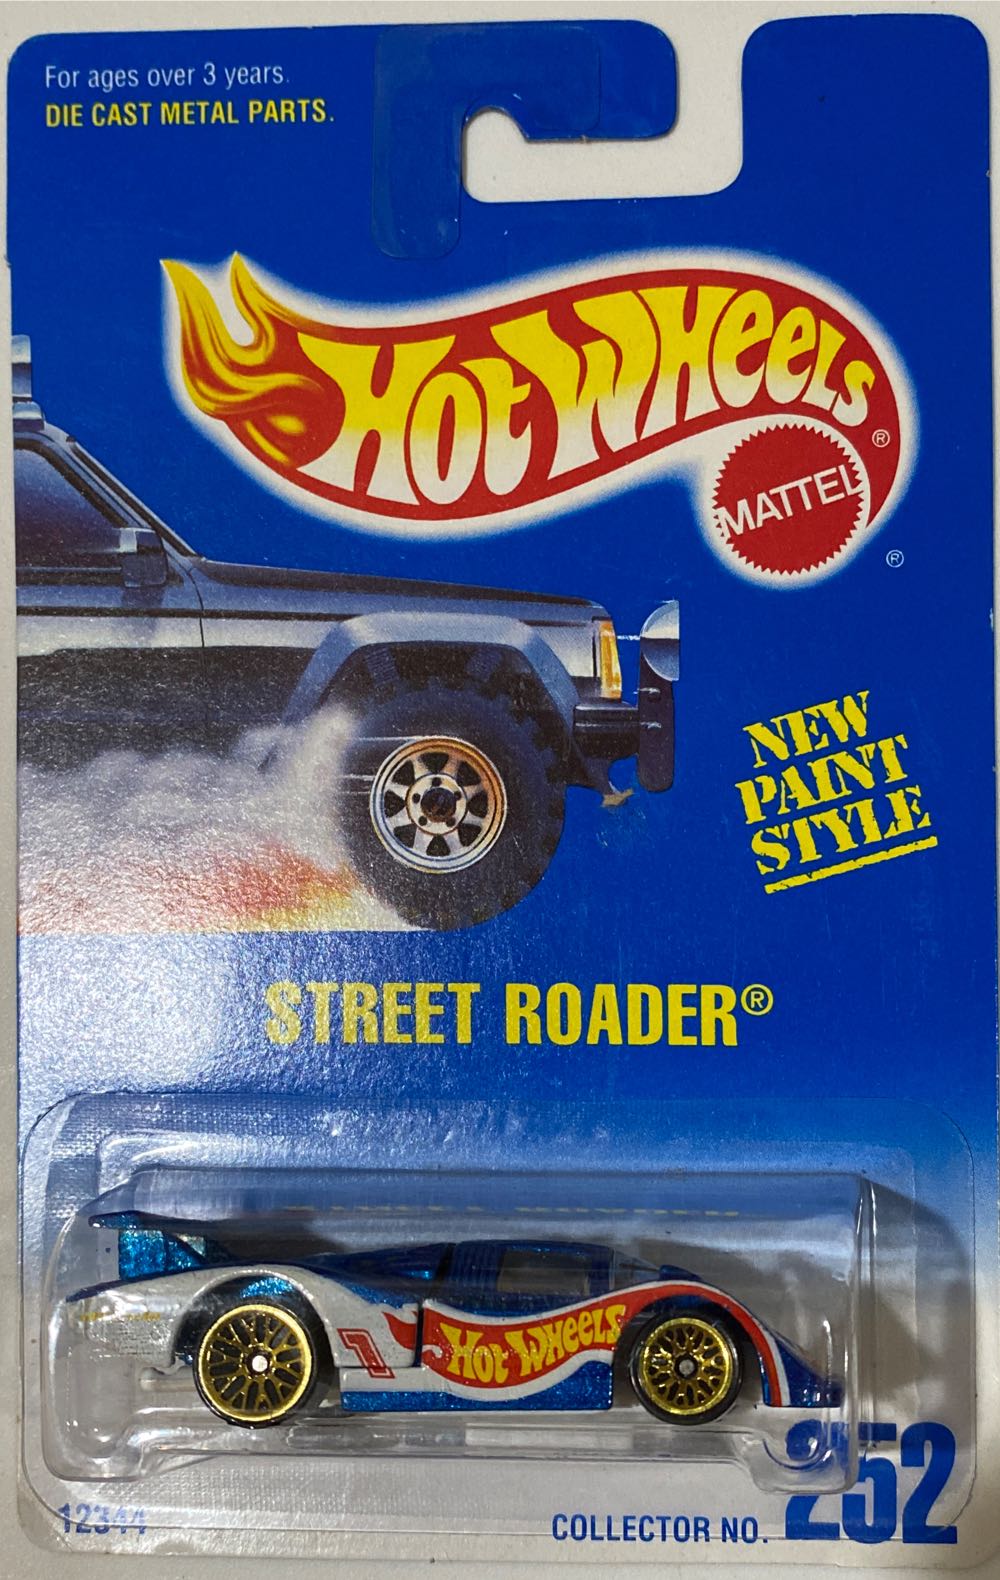 For ages over 3 years.
DIE CAST METAL PARTS.
HOT WHEELS ®
MATTEL
®
NEW
PAINT
STYLE
STREET ROADER®
1 HOT WHEELS
12344
COLLECTOR NO. 252